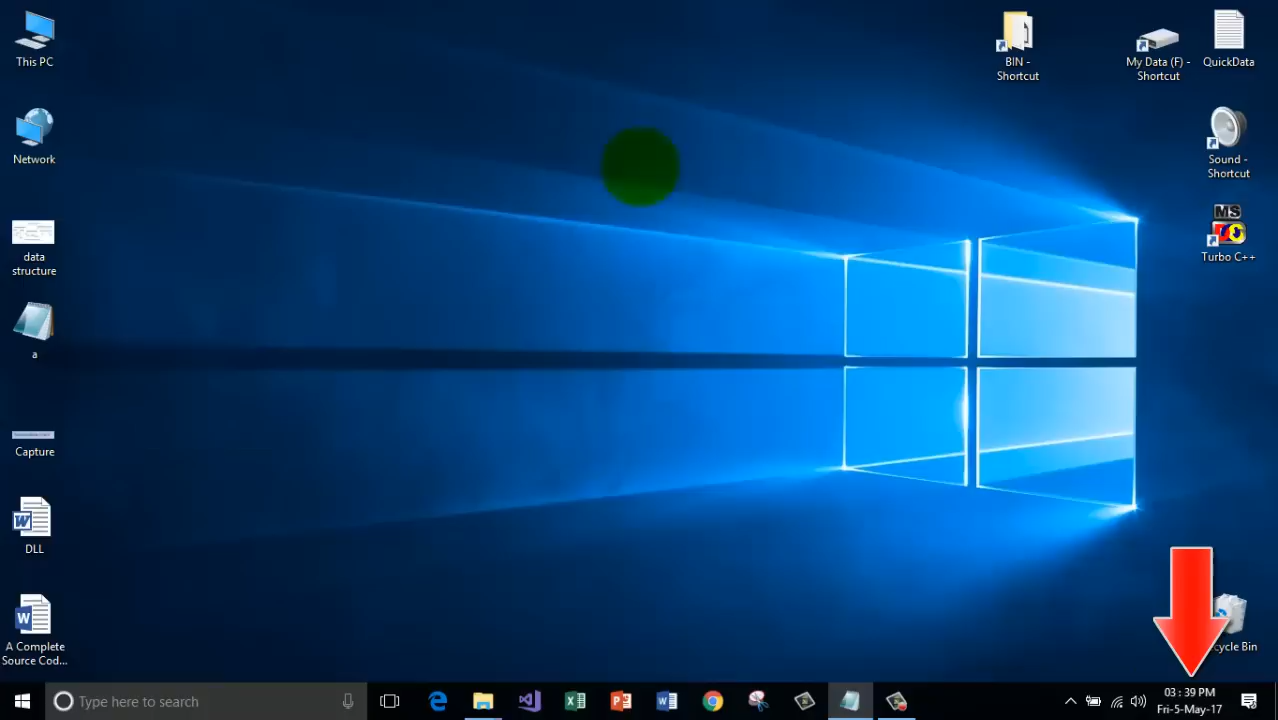 This PC
Network
data
structure
a
Capture
DLL
A Complete
Source Cod...
BIN -
Shortcut
My Data (F) -
Shortcut
QuickData
Sound -
Shortcut
MS
Turbo C++
Bin
Type here to search
03 : 39 PM
Fri-5-May-17